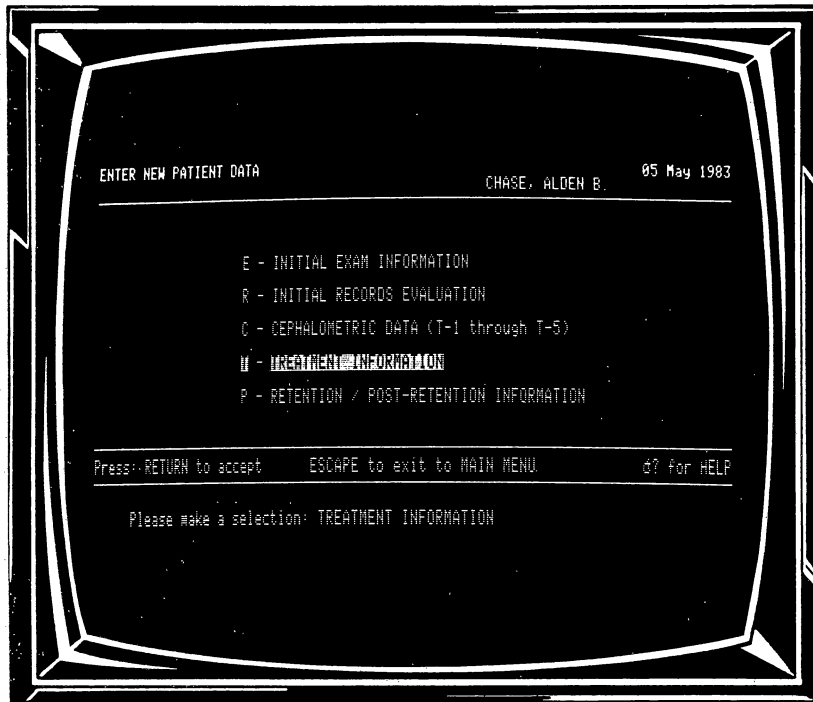 ENTER NEW PATIENT DATA CHASE, ALDEN B. 05 May 1983
E - INITIAL EXAM INFORMATION
R - INITIAL RECORDS EVALUATION
C - CEPHALOMETRIC DATA (T-1 through T-5)
T - TREATMENT INFORMATION
P - RETENTION / POST-RETENTION INFORMATION
Press: RETURN to accept ESCAPE to exit to MAIN MENU ? for HELP
Please make a selection: TREATMENT INFORMATION